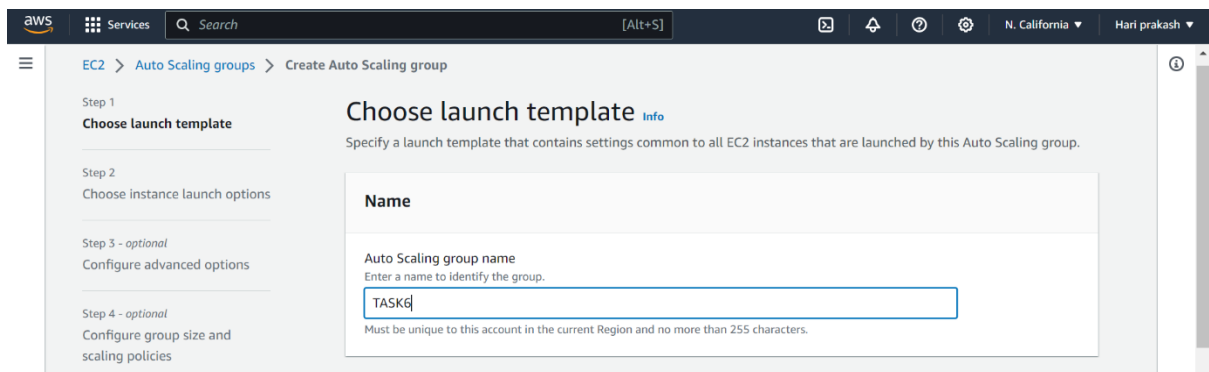 aws Services Search [Alt+S] N. California ▼ Hari prakash ▼
EC2 > Auto Scaling groups > Create Auto Scaling group
Step 1
Choose launch template
Step 2
Choose instance launch options
Step 3 - optional
Configure advanced options
Step 4 - optional
Configure group size and
scaling policies
Choose launch template Info
Specify a launch template that contains settings common to all EC2 instances that are launched by this Auto Scaling group.
Name
Auto Scaling group name
Enter a name to identify the group.
TASK6
Must be unique to this account in the current Region and no more than 255 characters.